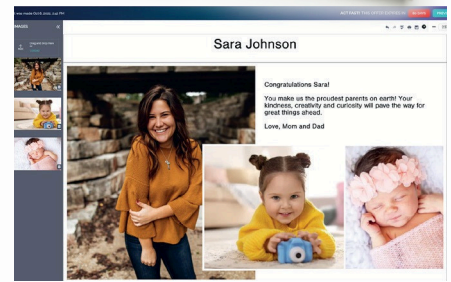 IMAGES
Sara Johnson
Congratulations Sara!
You make us the proudest parents on earth! Your
kindness, creativity and curiosity will pave the way for
great things ahead.
Love, Mom and Dad